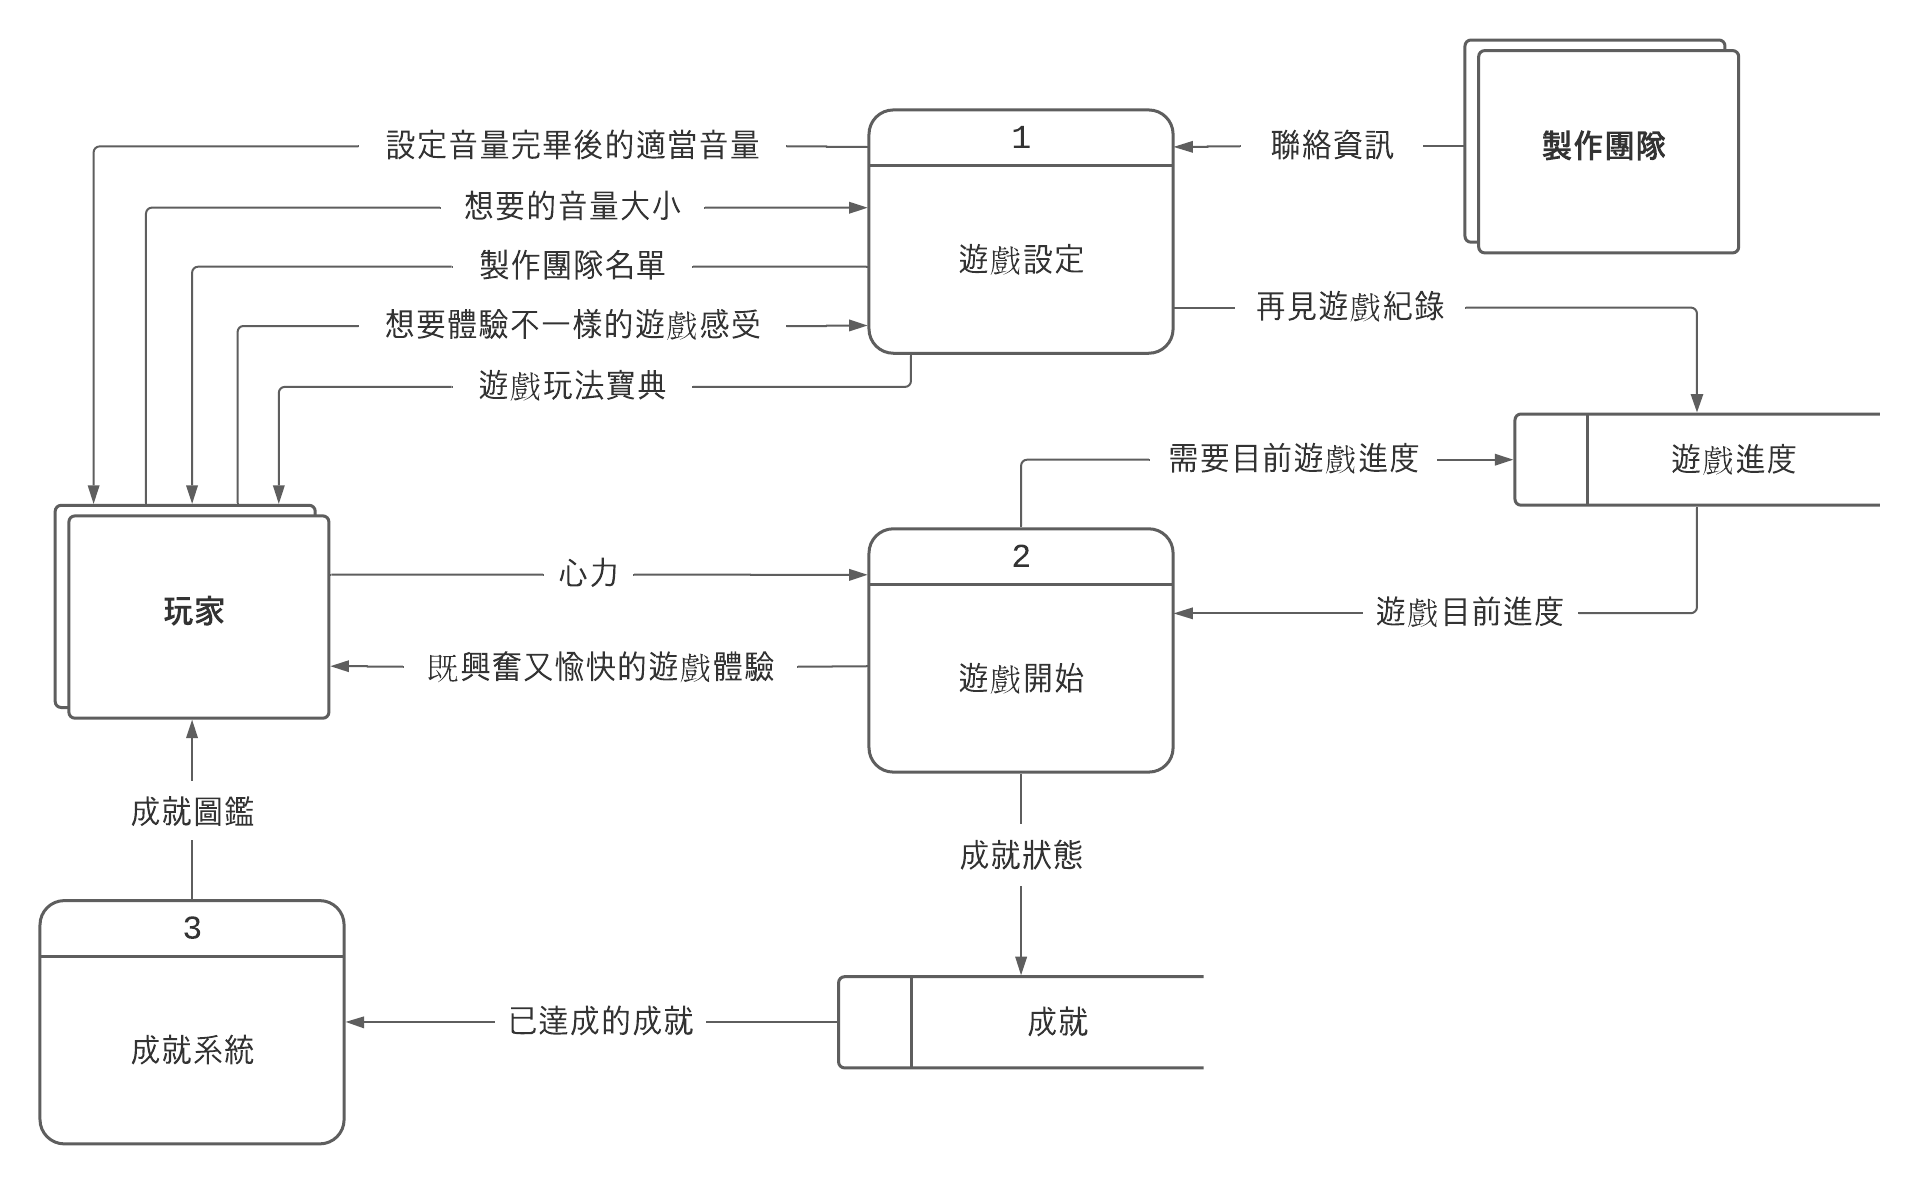 1
製作團隊
設定音量完畢後的適當音量
聯絡資訊
想要的音量大小
製作團隊名單
遊戲設定
再見遊戲紀錄
想要體驗不一樣的遊戲感受
遊戲玩法寶典
需要目前遊戲進度
遊戲進度
2
心力
玩家
遊戲目前進度
既興奮又愉快的遊戲體驗
遊戲開始
成就圖鑑
成就狀態
3
已達成的成就
成就
成就系統